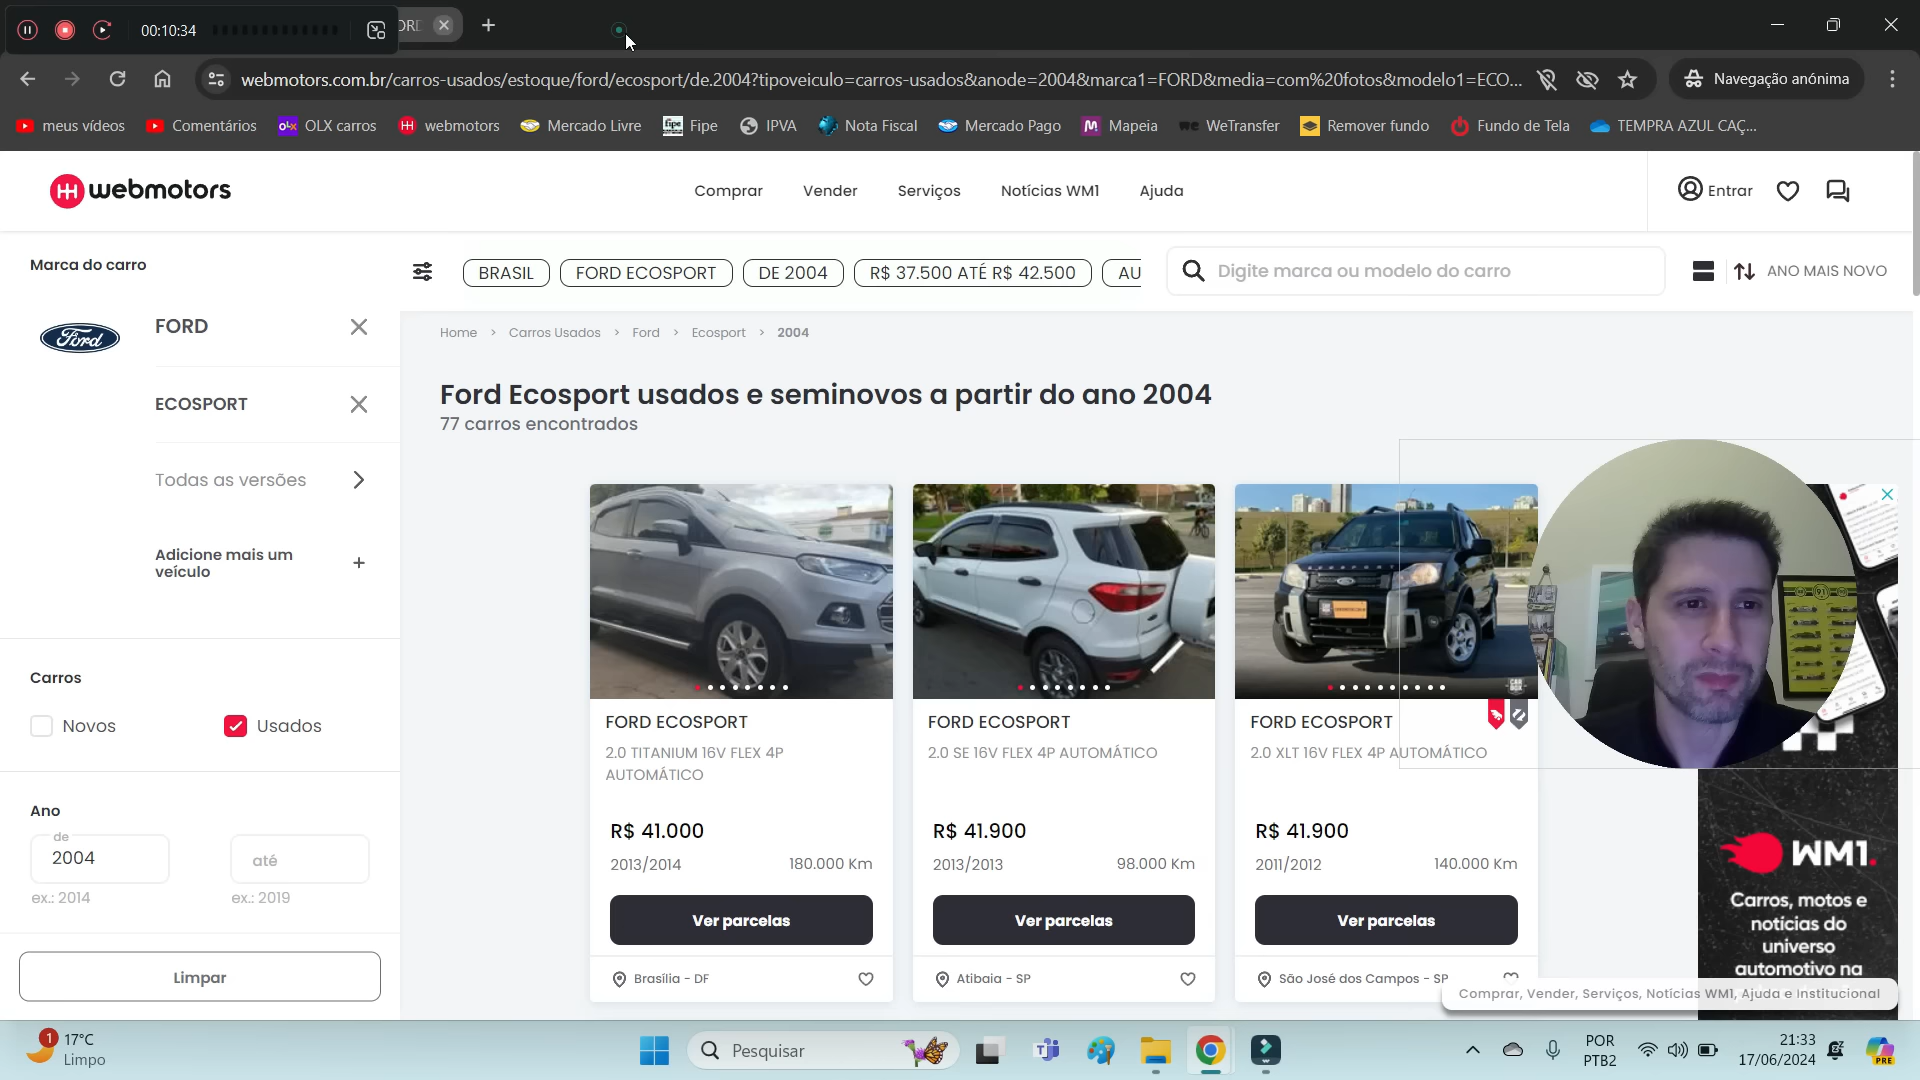 00:10:34
webmotors.com.br/carros-usados/estoque/ford/ecosport/de.2004?tipoveiculo=carros-usados&anode=2004&marca1=FORD&media=com%20fotos&modelo1=ECO...
Navegação anónima
meus vídeos
Comentários
OLX carros
webmotors
Mercado Livre
Fipe
IPVA
Nota Fiscal
Mercado Pago
Mapeia
WeTransfer
Remover fundo
Fundo de Tela
TEMPRA AZUL CAÇ...
webmotors
Comprar
Vender
Serviços
Notícias WM1
Ajuda
Entrar
Marca do carro
BRASIL
FORD ECOSPORT
DE 2004
R$ 37.500 ATÉ R$ 42.500
AU
Digite marca ou modelo do carro
ANO MAIS NOVO
Ford
FORD
ECOSPORT
Todas as versões
Adicione mais um
veículo
Home > Carros Usados > Ford > Ecosport > 2004
Ford Ecosport usados e seminovos a partir do ano 2004
77 carros encontrados
Carros
Novos
Usados
Ano
de
2004
até
ex.: 2014
ex.: 2019
Limpar
FORD ECOSPORT
2.0 TITANIUM 16V FLEX 4P
AUTOMÁTICO
R$ 41.000
2013/2014
180.000 Km
Ver parcelas
Brasília - DF
FORD ECOSPORT
2.0 SE 16V FLEX 4P AUTOMÁTICO
R$ 41.900
2013/2013
98.000 Km
Ver parcelas
Atibaia - SP
FORD ECOSPORT
2.0 XLT 16V FLEX 4P AUTOMÁTICO
R$ 41.900
2011/2012
140.000 Km
Ver parcelas
São José dos Campos - SP
WM1.
Carros, motos e
notícias do
universo
automotivo na
Comprar, Vender, Serviços, Notícias WM1, Ajuda e Institucional
1
17°C
Limpo
Pesquisar
POR
PTB2
21:33
17/06/2024
PRE